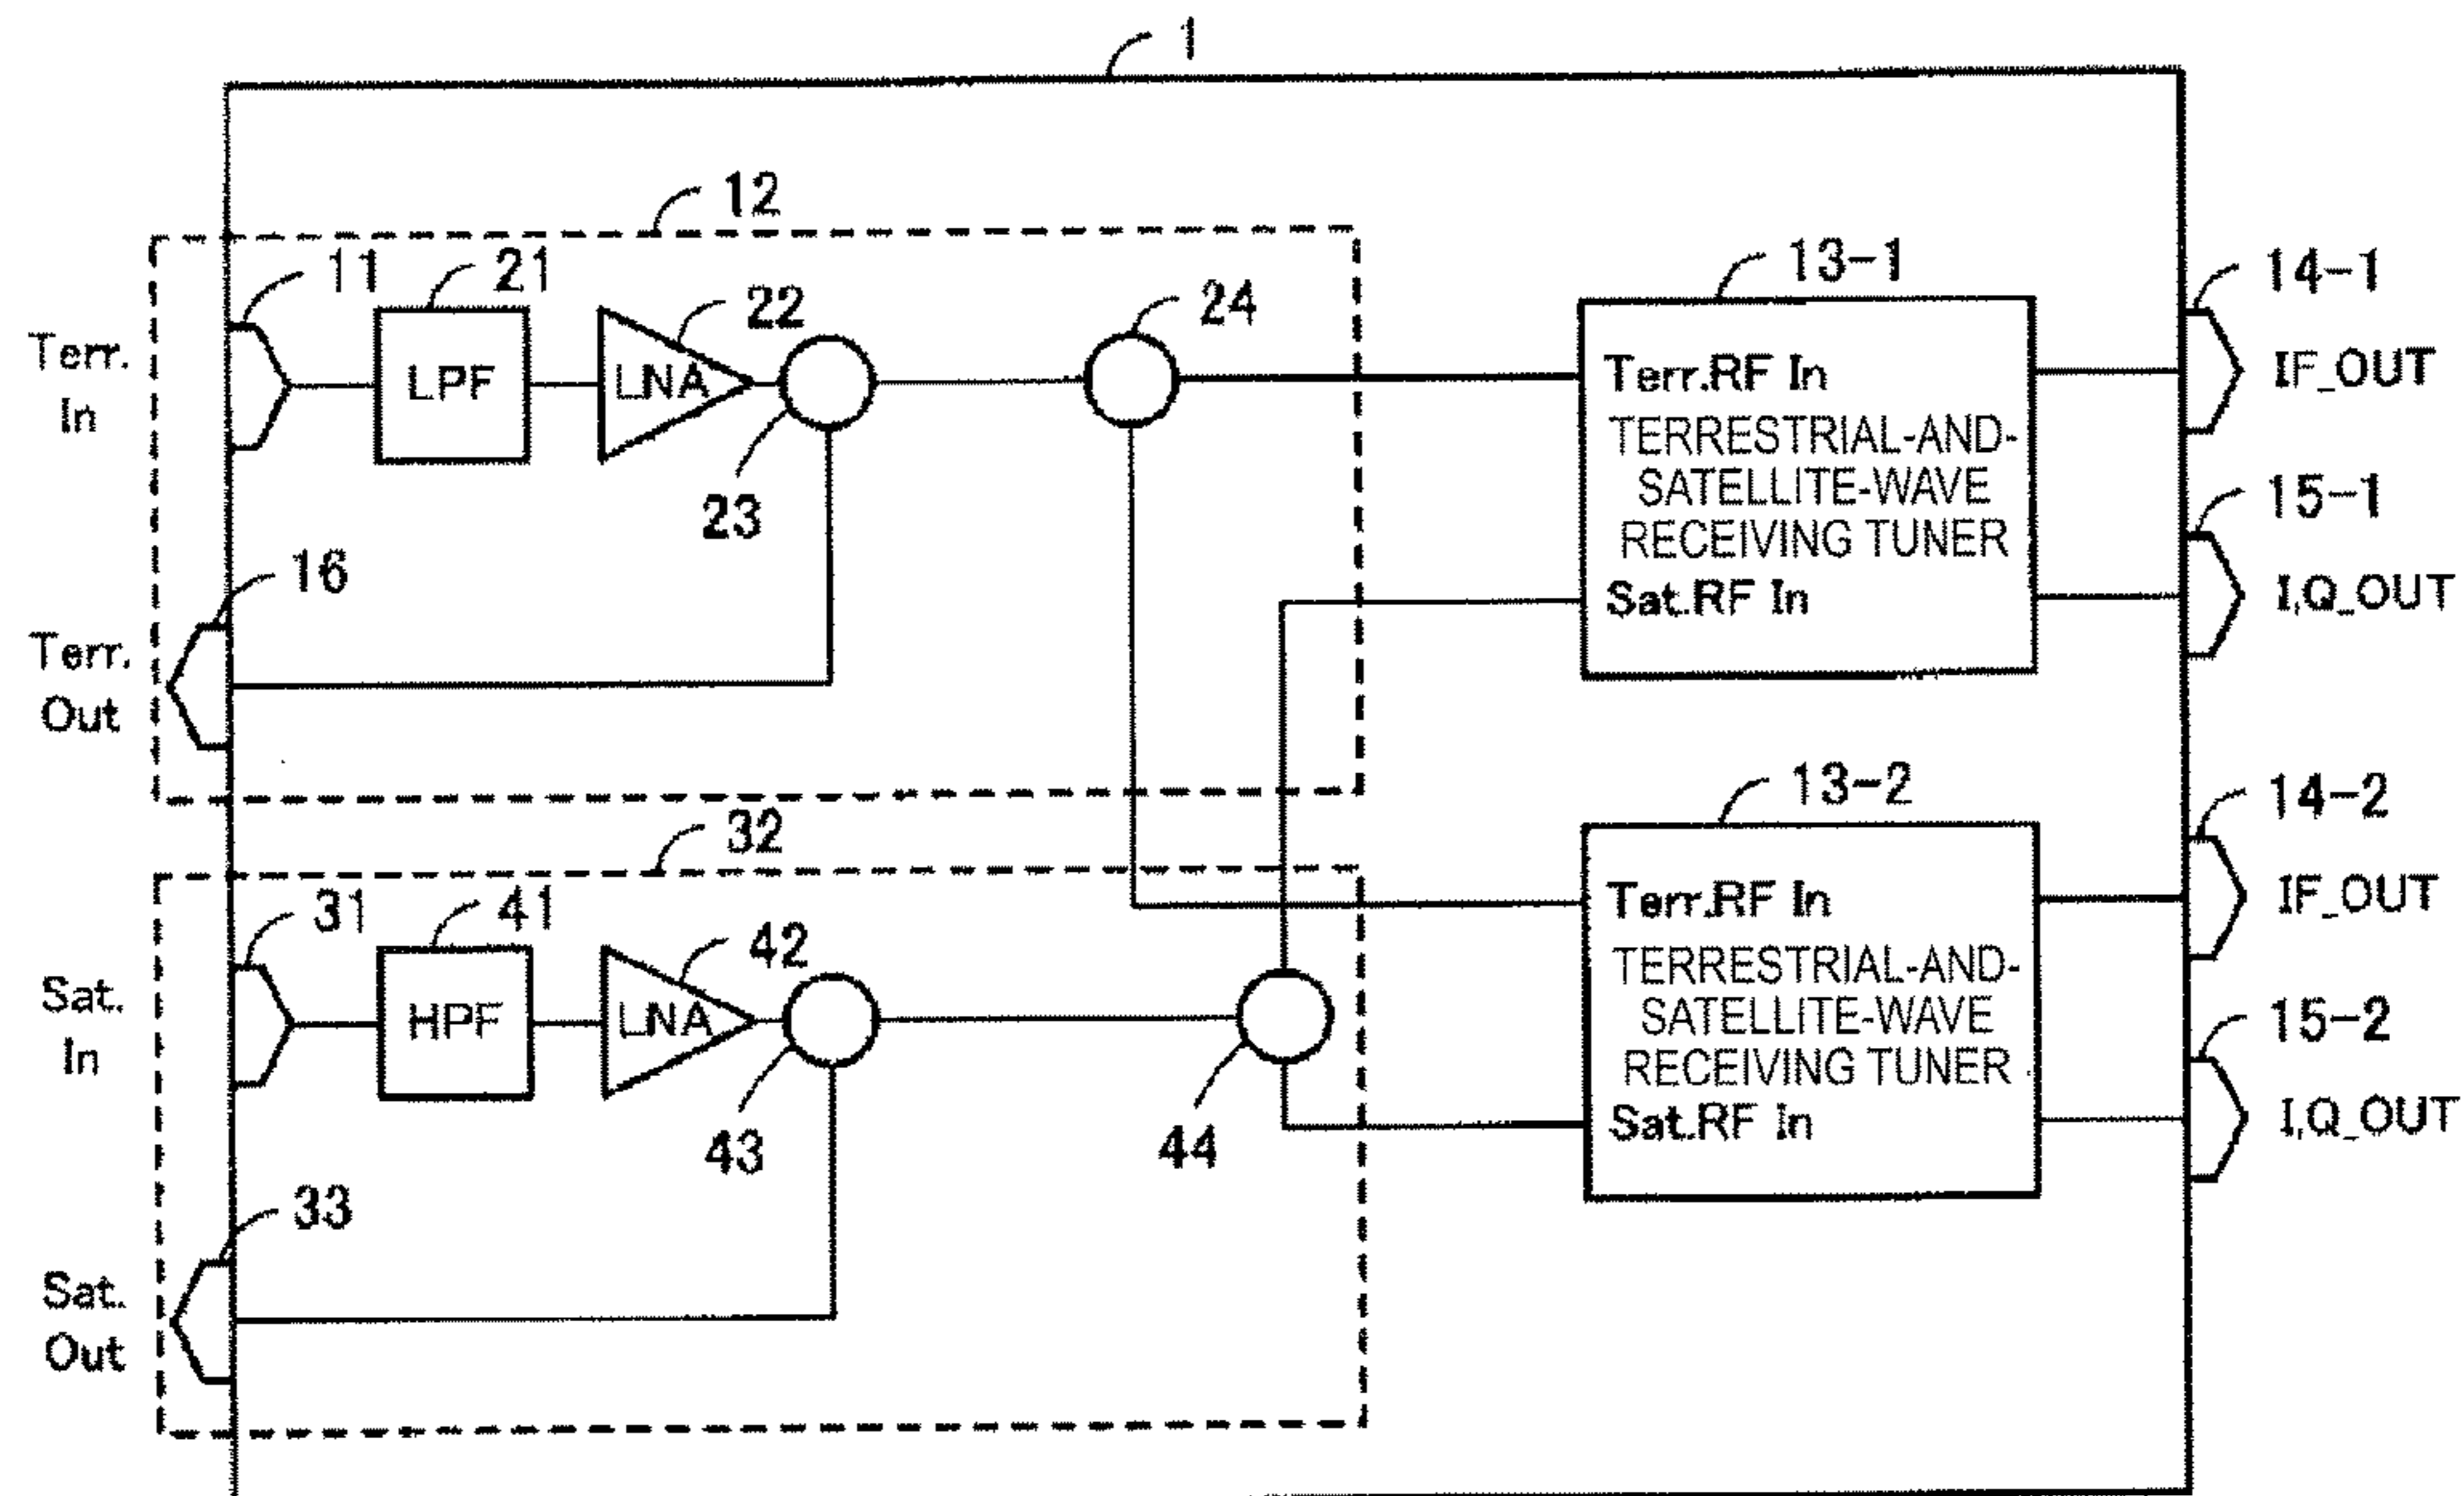 1
12
11
21
22
24
13-1
14-1
Terr.
In
LPF
LNA
Terr.RF In
TERRESTRIAL-AND-
SATELLITE-WAVE
RECEIVING TUNER
Sat.RF In
IF_OUT
23
15-1
I,Q_OUT
16
Terr.
Out
32
31
41
42
13-2
14-2
Sat.
In
HPF
LNA
Terr.RF In
TERRESTRIAL-AND-
SATELLITE-WAVE
RECEIVING TUNER
Sat.RF In
IF_OUT
43
44
15-2
I,Q_OUT
33
Sat.
Out